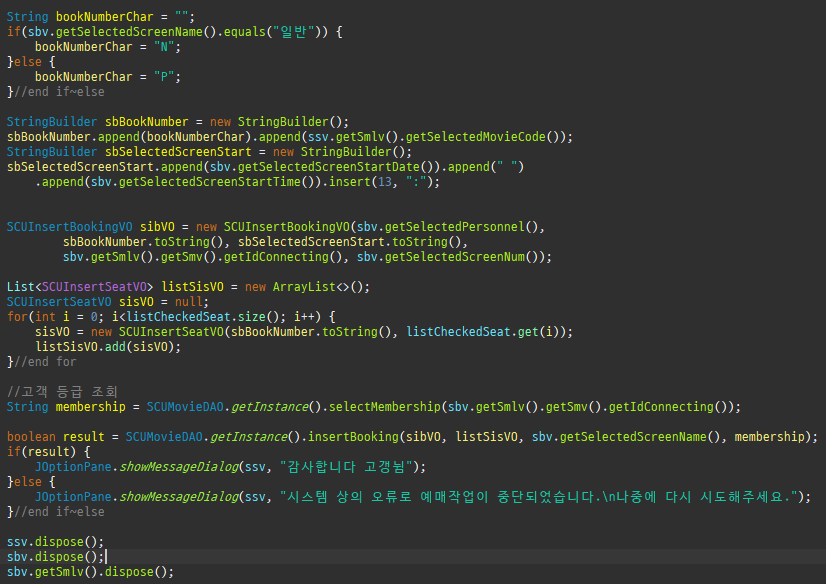 String bookNumberChar = "";
if(sbv.getSelectedScreenName().equals("일반")) {
    bookNumberChar = "N";
}else {
    bookNumberChar = "P";
}//end if~else
StringBuilder sbBookNumber = new StringBuilder();
sbBookNumber.append(bookNumberChar).append(ssv.getSmlv().getSelectedMovieCode());
StringBuilder sbSelectedScreenStart = new StringBuilder();
sbSelectedScreenStart.append(sbv.getSelectedScreenStartDate()).append(" ")
    .append(sbv.getSelectedScreenStartTime()).insert(13, ":");
SCUInsertBookingVO sibVO = new SCUInsertBookingVO(sbv.getSelectedPersonnel(),
        sbBookNumber.toString(), sbSelectedScreenStart.toString(),
        sbv.getSmlv().getSmv().getIdConnecting(), sbv.getSelectedScreenNum());
List<SCUInsertSeatVO> listSisVO = new ArrayList<>();
SCUInsertSeatVO sisVO = null;
for(int i = 0; i<listCheckedSeat.size(); i++) {
    sisVO = new SCUInsertSeatVO(sbBookNumber.toString(), listCheckedSeat.get(i));
    listSisVO.add(sisVO);
}//end for
//고객 등급 조회
String membership = SCUMovieDAO.getInstance().selectMembership(sbv.getSmlv().getSmv().getIdConnecting());
boolean result = SCUMovieDAO.getInstance().insertBooking(sibVO, listSisVO, sbv.getSelectedScreenName(), membership);
if(result) {
    JOptionPane.showMessageDialog(ssv, "감사합니다 고갱님");
}else {
    JOptionPane.showMessageDialog(ssv, "시스템 상의 오류로 예매작업이 중단되었습니다.\n나중에 다시 시도해주세요.");
}//end if~else
ssv.dispose();
sbv.dispose();
sbv.getSmlv().dispose();